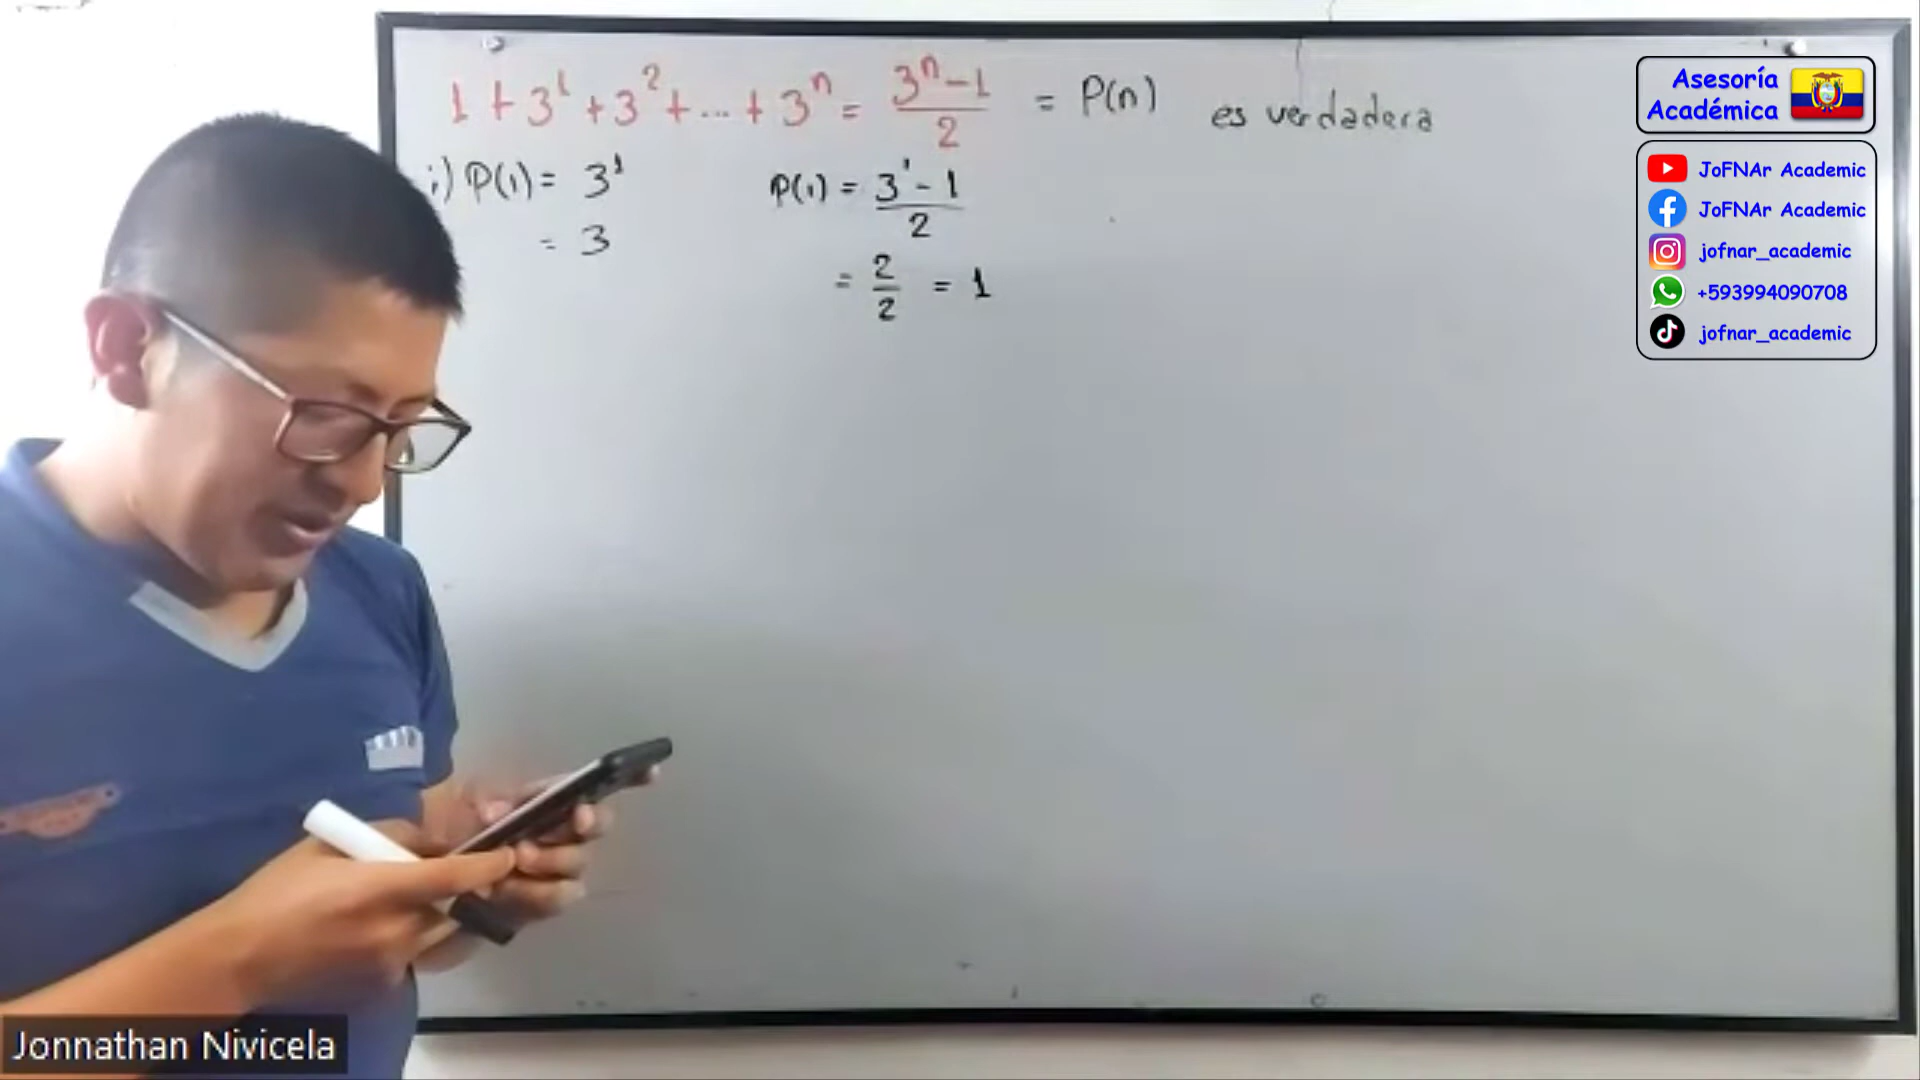 1 + 3¹ + 3² + ... + 3ⁿ = (3ⁿ - 1)/2 = P(n) es verdadera
i) P(1) = 3¹
= 3
P(1) = (3¹ - 1)/2
= 2/2 = 1
Asesoría
Académica
JoFNAr Academic
JoFNAr Academic
jofnar_academic
+593994090708
jofnar_academic
Jonnathan Nivicela